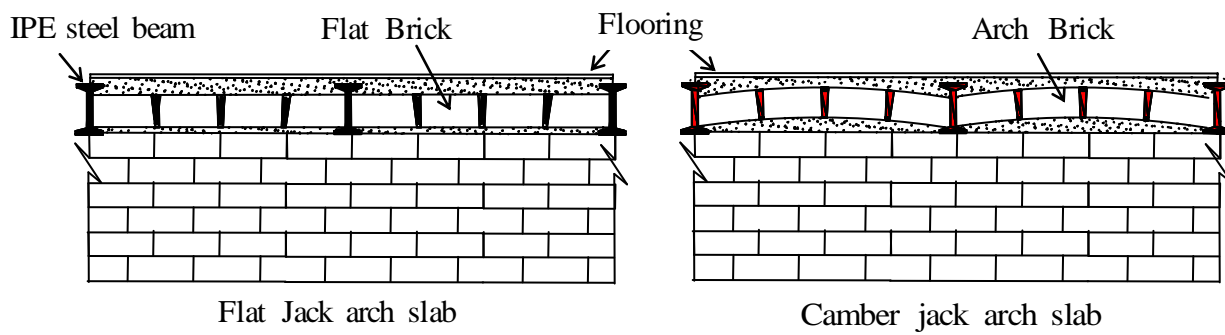 IPE steel beam
Flat Brick
Flooring
Arch Brick
Flat Jack arch slab
Camber jack arch slab